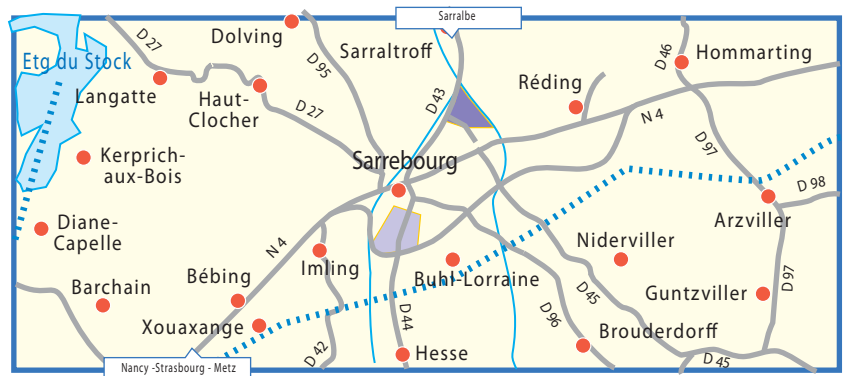 Sarralbe
D 27
Dolving
Sarraltroff
D 46
Hommarting
Etg du Stock
D 95
Réding
Langatte
Haut-
Clocher
D 27
D 43
N 4
D 97
Kerprich-
aux-Bois
Sarrebourg
D 98
Diane-
Capelle
Arzviller
N 4
Niderviller
Imling
Buhl-Lorraine
Bébing
Barchain
D 45
Guntzviller
D 97
Xouaxange
D 44
D 96
Brouderdorff
D 42
Hesse
D 45
Nancy -Strasbourg - Metz